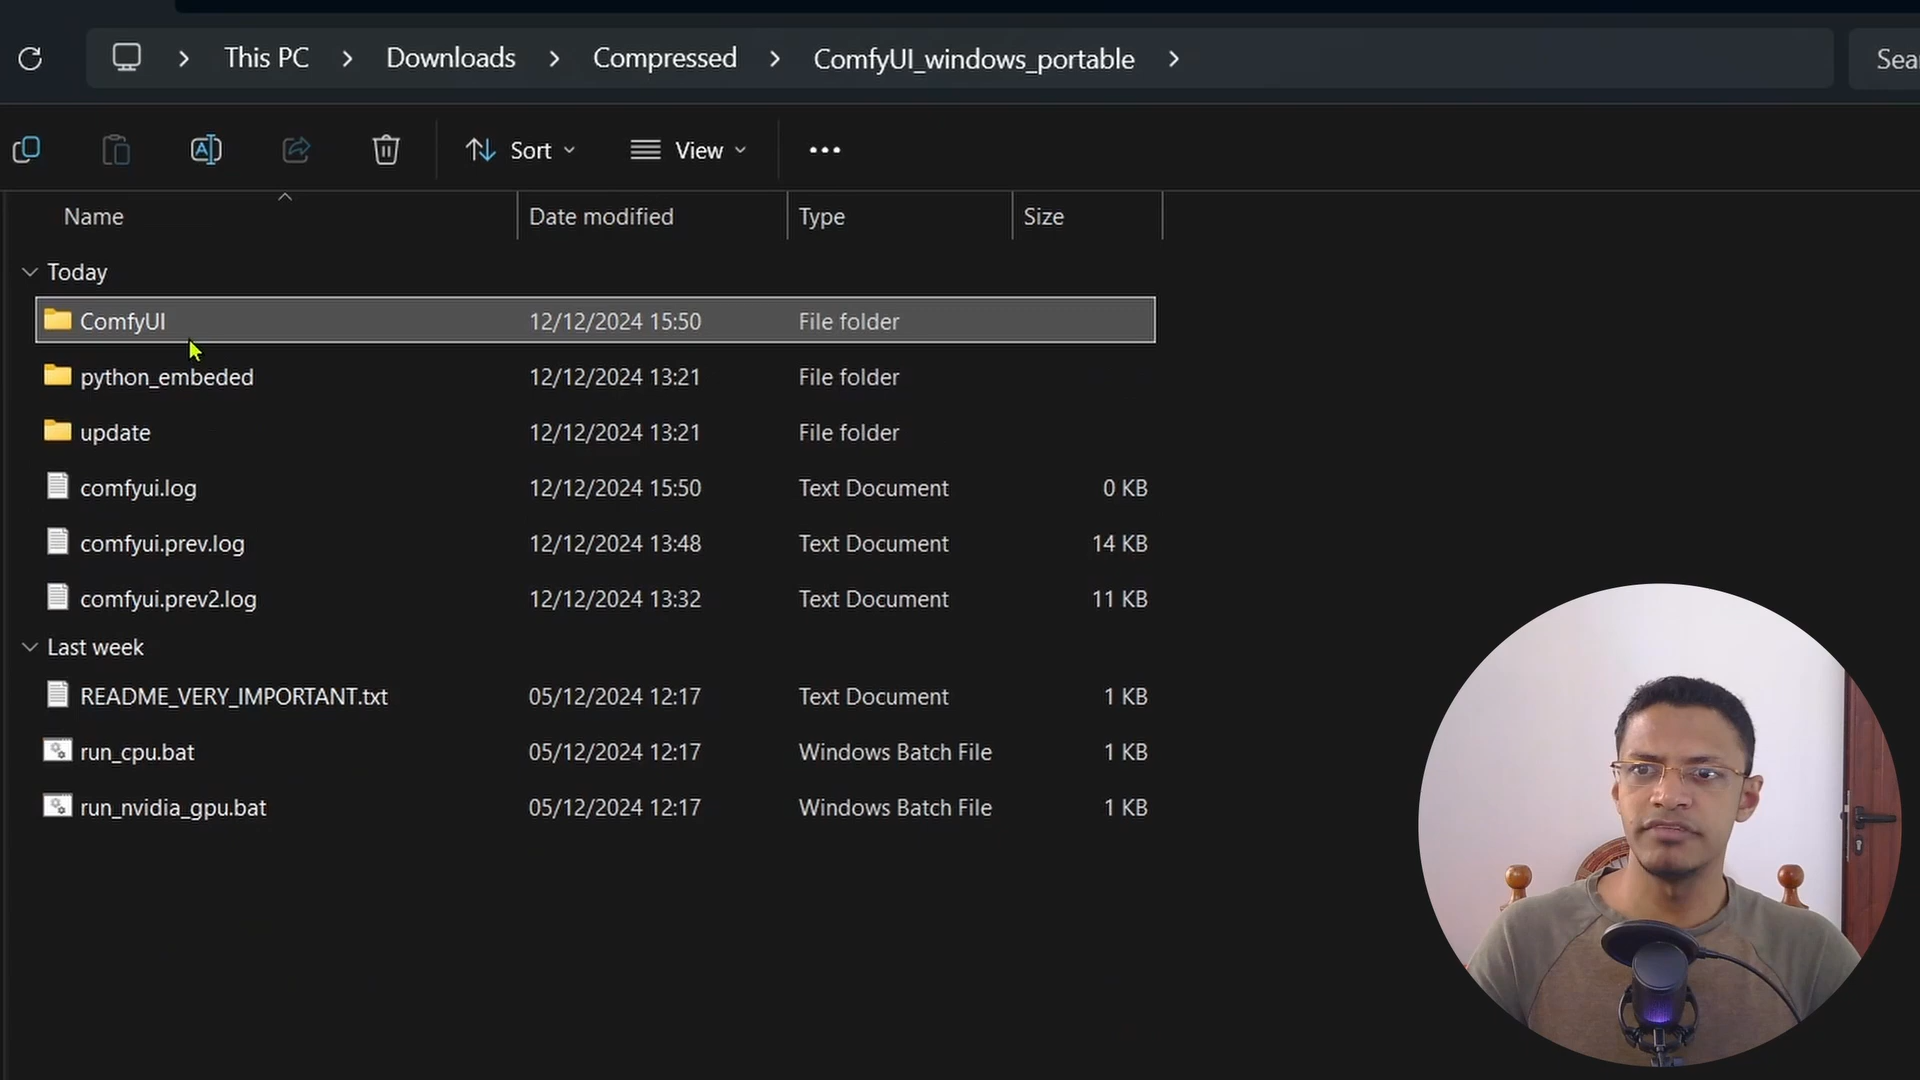 This PC > Downloads > Compressed > ComfyUI_windows_portable >
Sea
Sort View
Name Date modified Type Size
Today
ComfyUI 12/12/2024 15:50 File folder
python_embeded 12/12/2024 13:21 File folder
update 12/12/2024 13:21 File folder
comfyui.log 12/12/2024 15:50 Text Document 0 KB
comfyui.prev.log 12/12/2024 13:48 Text Document 14 KB
comfyui.prev2.log 12/12/2024 13:32 Text Document 11 KB
Last week
README_VERY_IMPORTANT.txt 05/12/2024 12:17 Text Document 1 KB
run_cpu.bat 05/12/2024 12:17 Windows Batch File 1 KB
run_nvidia_gpu.bat 05/12/2024 12:17 Windows Batch File 1 KB